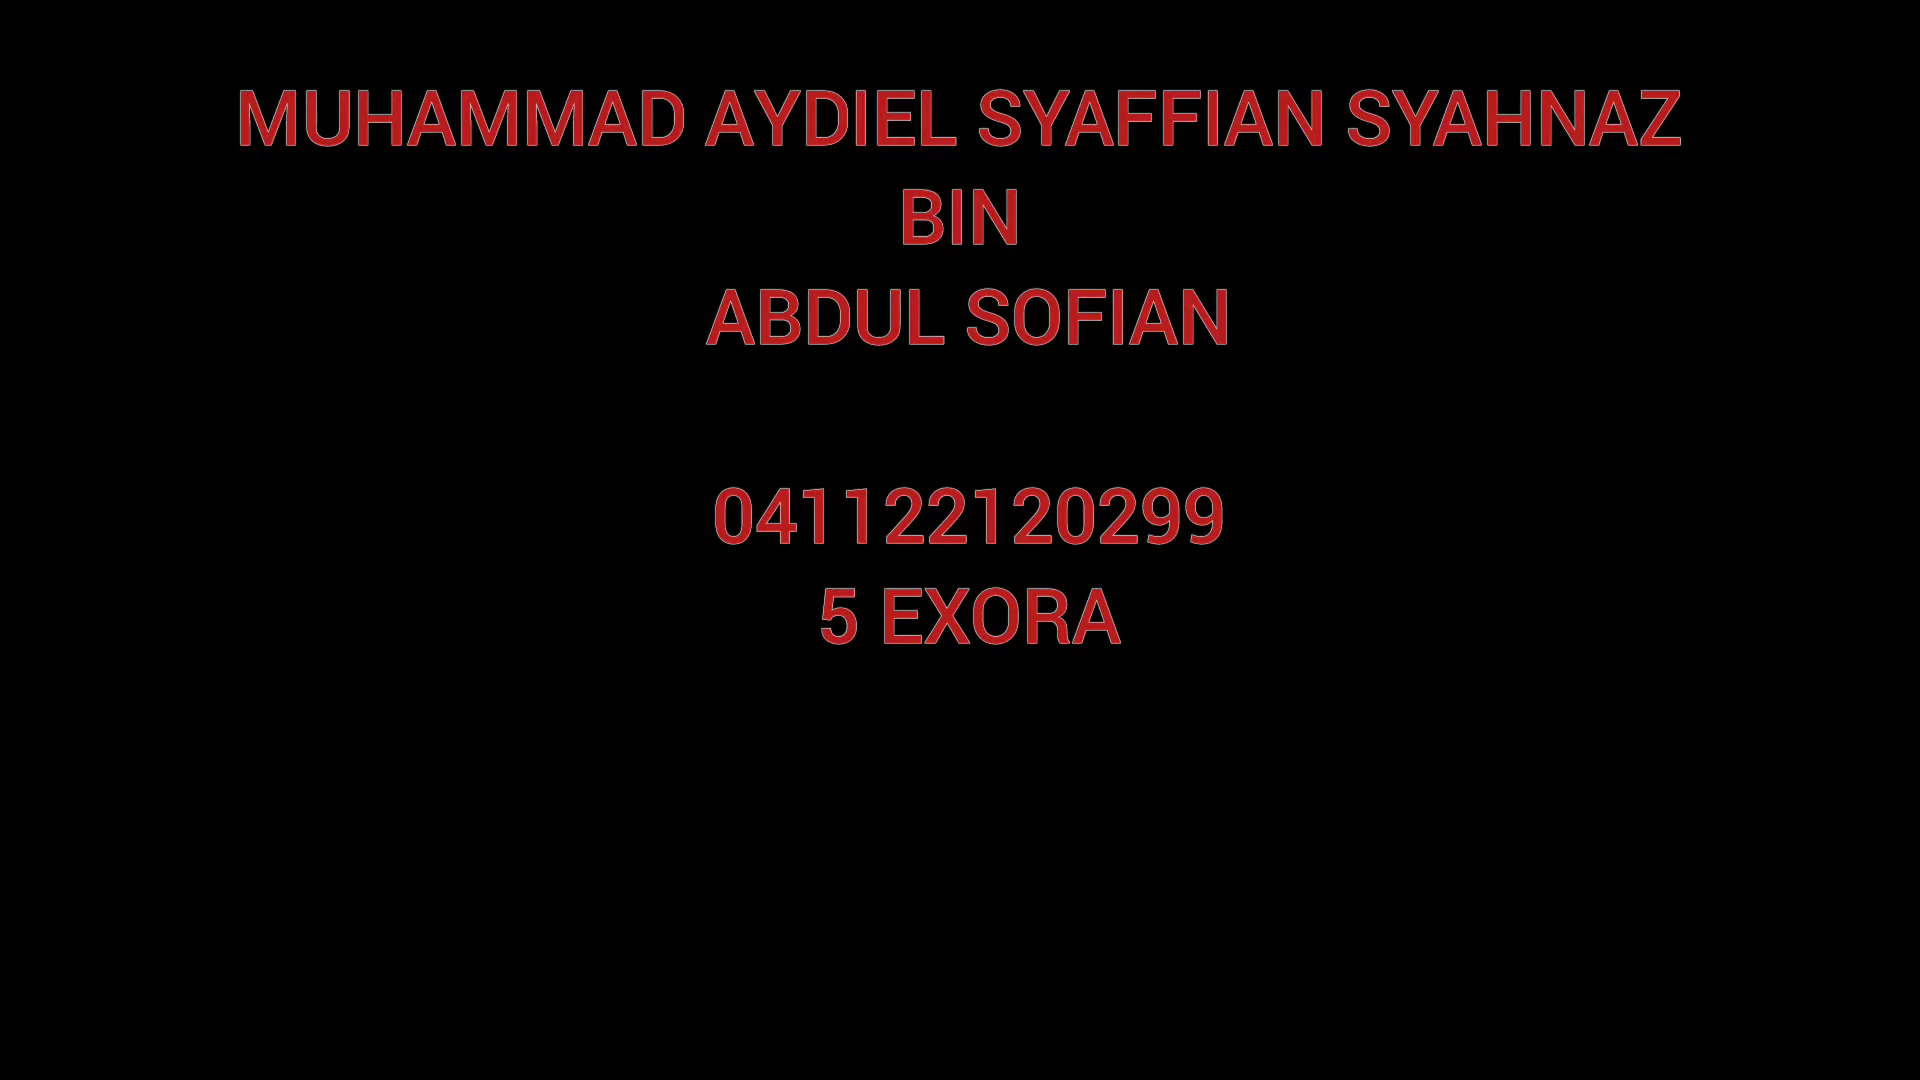 MUHAMMAD AYDIEL SYAFFIAN SYAHNAZ
BIN
ABDUL SOFIAN
041122120299
5 EXORA